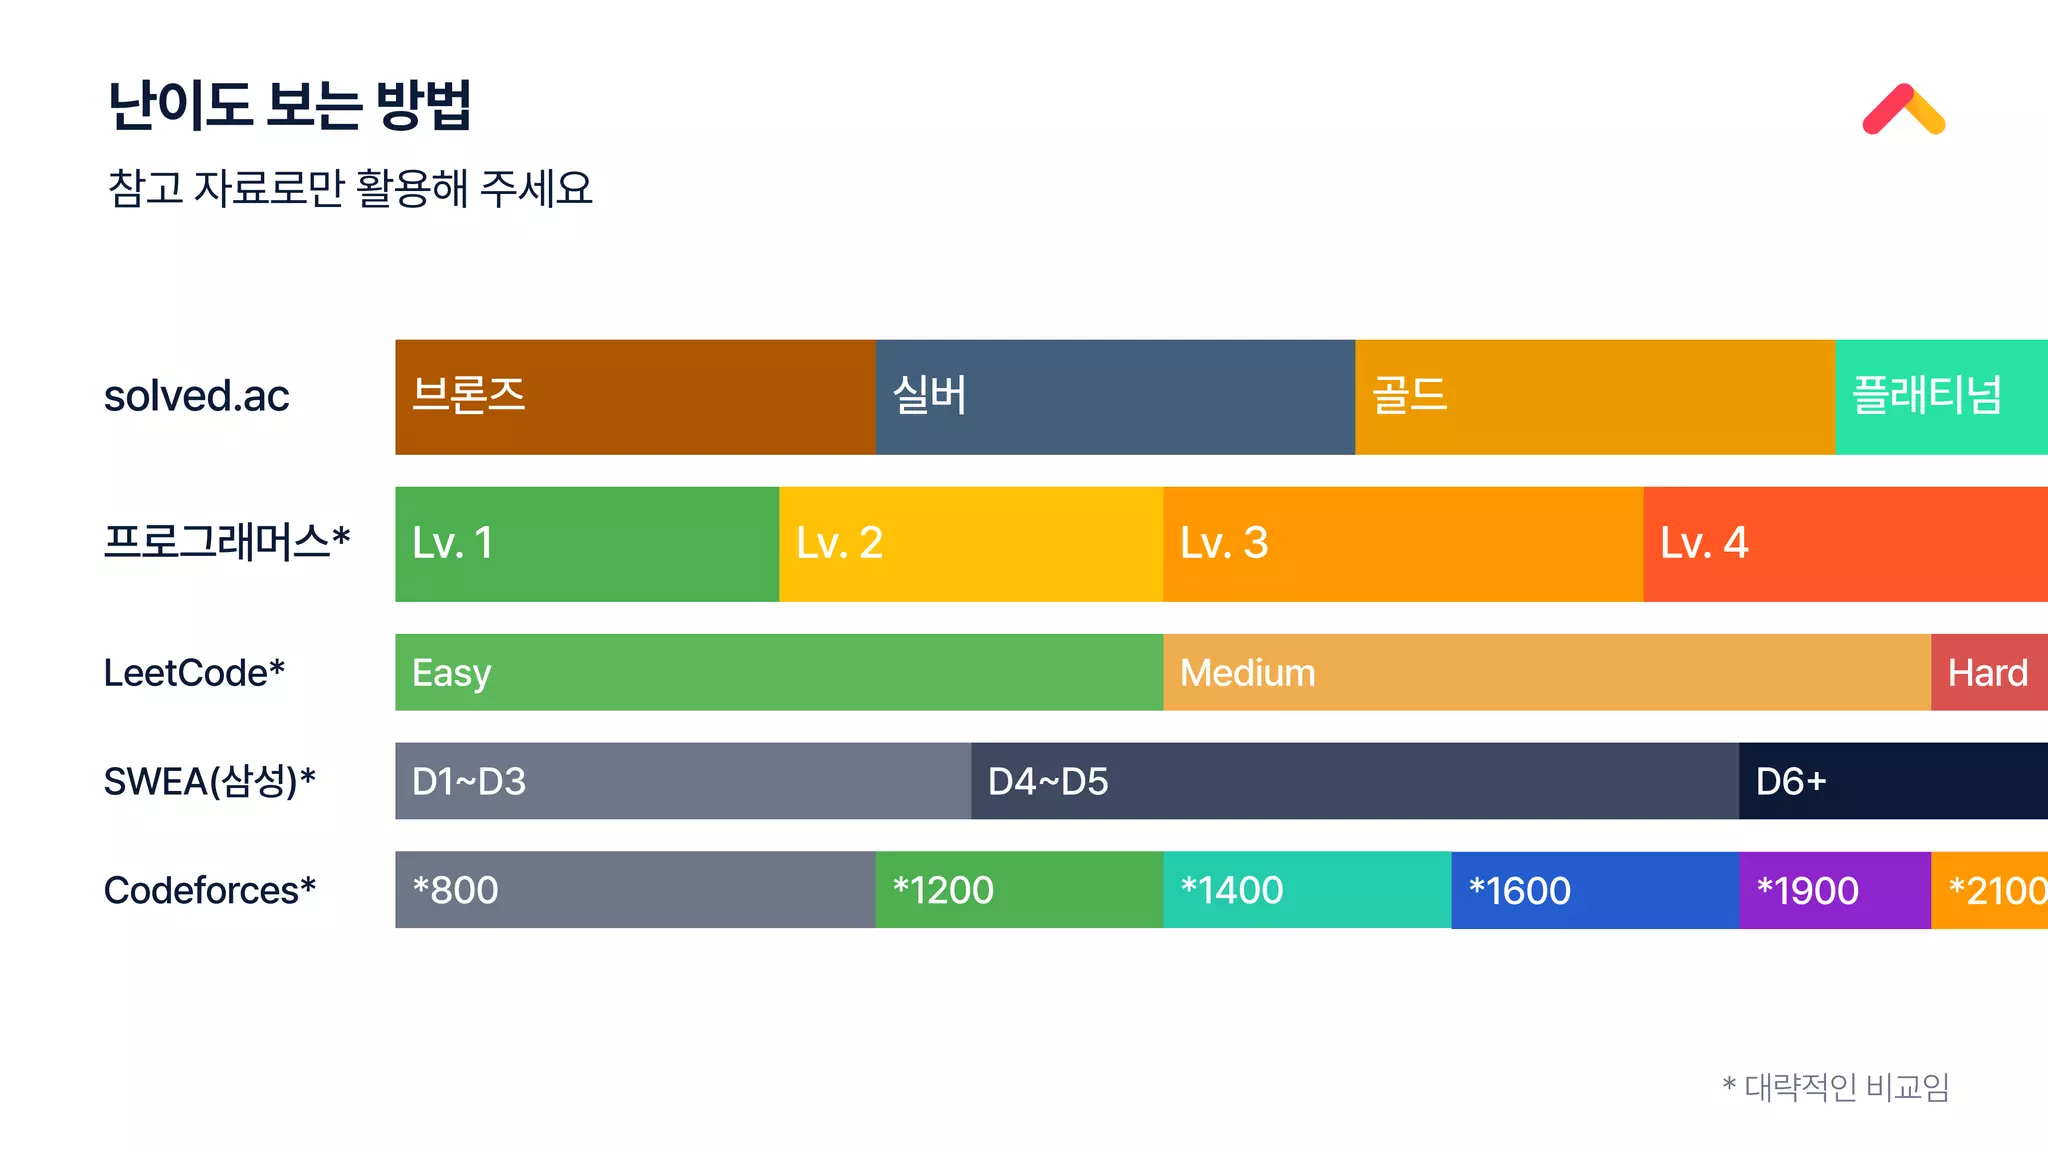 난이도 보는 방법
참고 자료로만 활용해 주세요
solved.ac 브론즈 실버 골드 플래티넘
프로그래머스* Lv. 1 Lv. 2 Lv. 3 Lv. 4
LeetCode* Easy Medium Hard
SWEA(삼성)* D1~D3 D4~D5 D6+
Codeforces* *800 *1200 *1400 *1600 *1900 *2100
* 대략적인 비교임